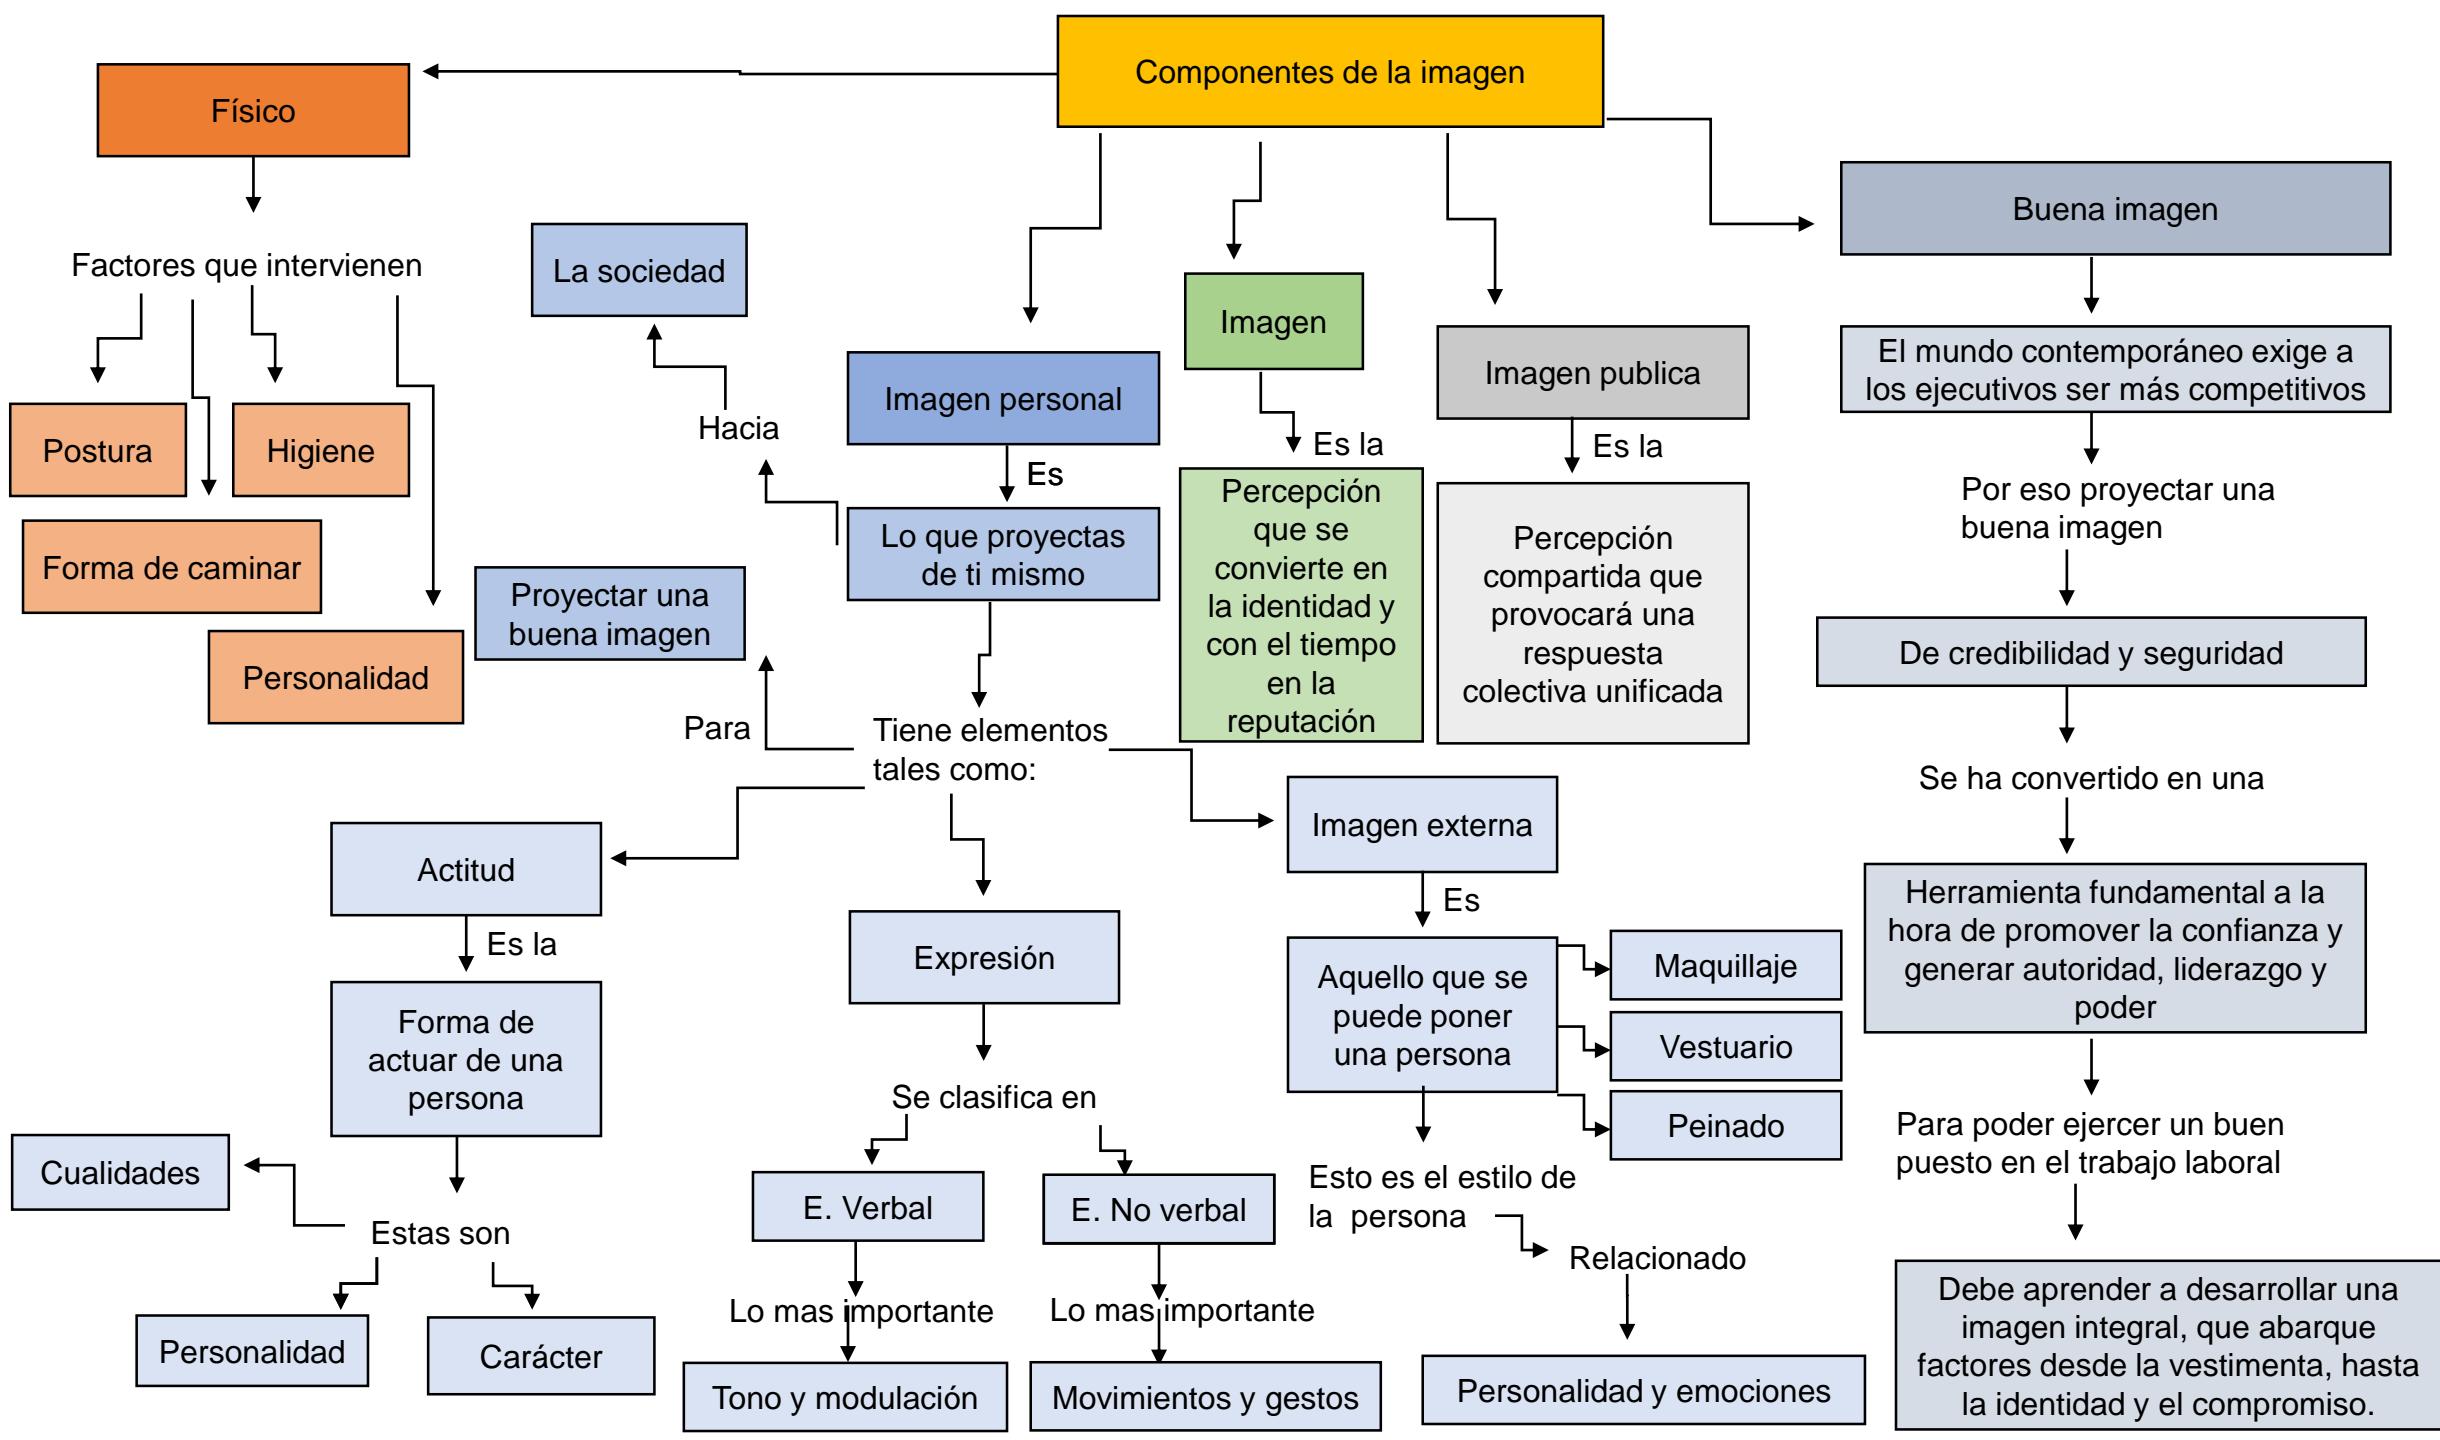 Componentes de la imagen
Físico
Factores que intervienen
Postura
Higiene
Forma de caminar
Personalidad
La sociedad
Hacia
Imagen personal
Es
Lo que proyectas
de ti mismo
Proyectar una
buena imagen
Para
Tiene elementos
tales como:
Actitud
Es la
Forma de
actuar de una
persona
Cualidades
Estas son
Personalidad
Carácter
Expresión
Se clasifica en
E. Verbal
E. No verbal
Lo mas importante
Lo mas importante
Tono y modulación
Movimientos y gestos
Imagen externa
Es
Aquello que se
puede poner
una persona
Maquillaje
Vestuario
Peinado
Esto es el estilo de
la  persona
Relacionado
Personalidad y emociones
Imagen
Es la
Percepción
que se
convierte en
la identidad y
con el tiempo
en la
reputación
Imagen publica
Es la
Percepción
compartida que
provocará una
respuesta
colectiva unificada
Buena imagen
El mundo contemporáneo exige a
los ejecutivos ser más competitivos
Por eso proyectar una
buena imagen
De credibilidad y seguridad
Se ha convertido en una
Herramienta fundamental a la
hora de promover la confianza y
generar autoridad, liderazgo y
poder
Para poder ejercer un buen
puesto en el trabajo laboral
Debe aprender a desarrollar una
imagen integral, que abarque
factores desde la vestimenta, hasta
la identidad y el compromiso.